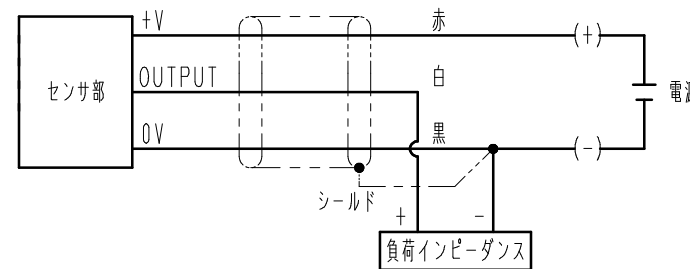 +V 赤 (+)
センサ部 OUTPUT 白 電源
0V 黒 (-)
シールド + -
負荷インピーダンス